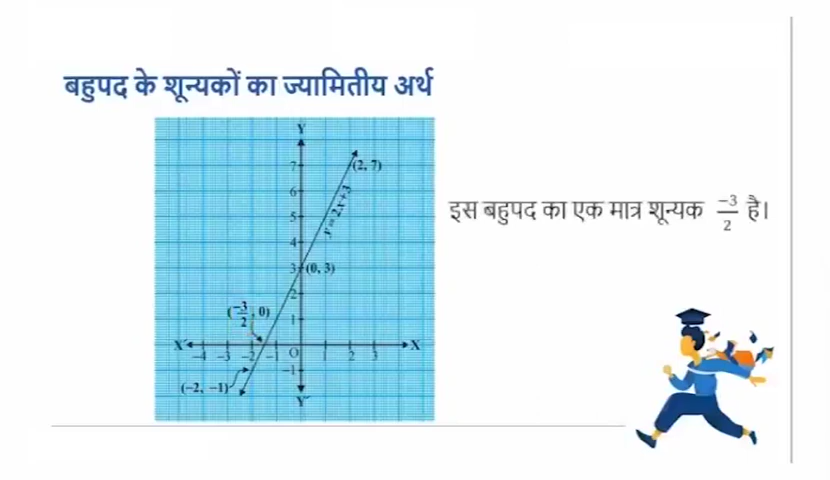 बहुपद के शून्यकों का ज्यामितीय अर्थ
Y
7
(2, 7)
6
y = 2x+3
5
4
3
(0, 3)
2
(-3/2, 0)
1
X′ -4 -3 -2 -1 O 1 2 3 X
-1
(-2, -1)
Y′
इस बहुपद का एक मात्र शून्यक -3/2 है।